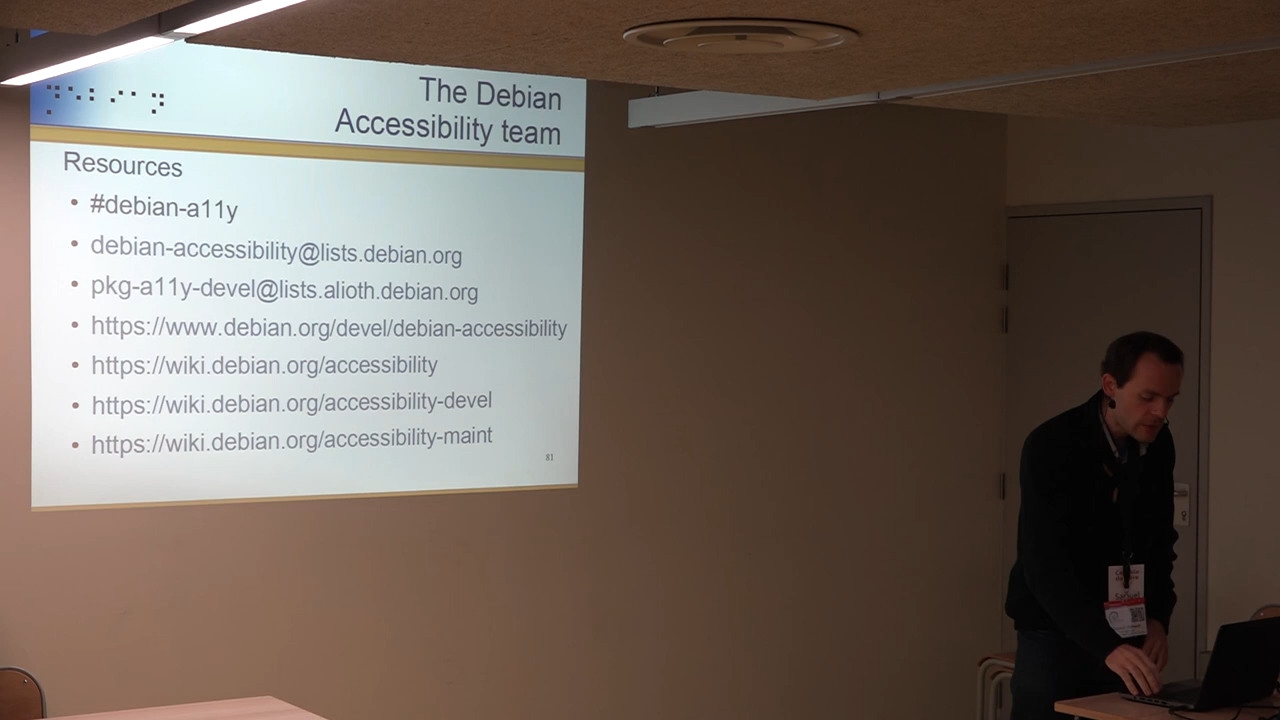 The Debian
Accessibility team
Resources
• #debian-a11y
• debian-accessibility@lists.debian.org
• pkg-a11y-devel@lists.alioth.debian.org
• https://www.debian.org/devel/debian-accessibility
• https://wiki.debian.org/accessibility
• https://wiki.debian.org/accessibility-devel
• https://wiki.debian.org/accessibility-maint
81
Samuel